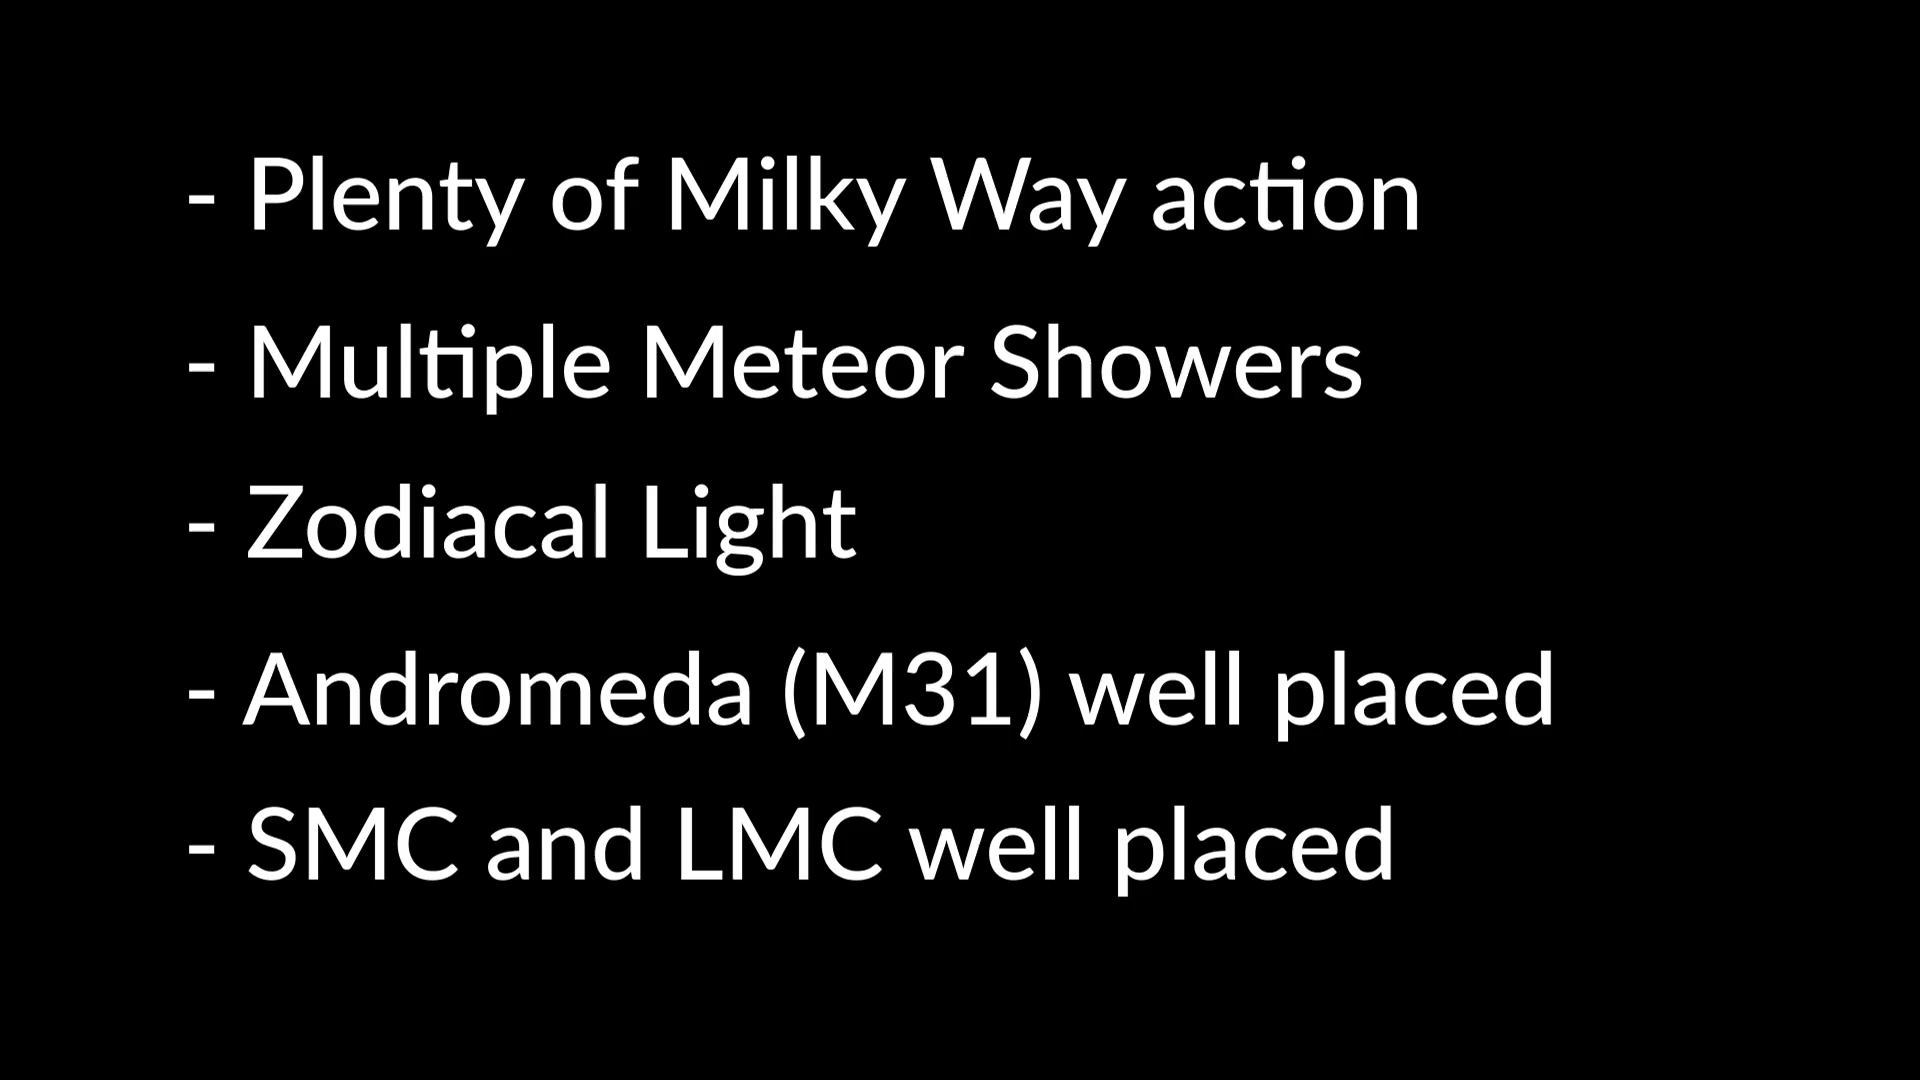 - Plenty of Milky Way action
- Multiple Meteor Showers
- Zodiacal Light
- Andromeda (M31) well placed
- SMC and LMC well placed